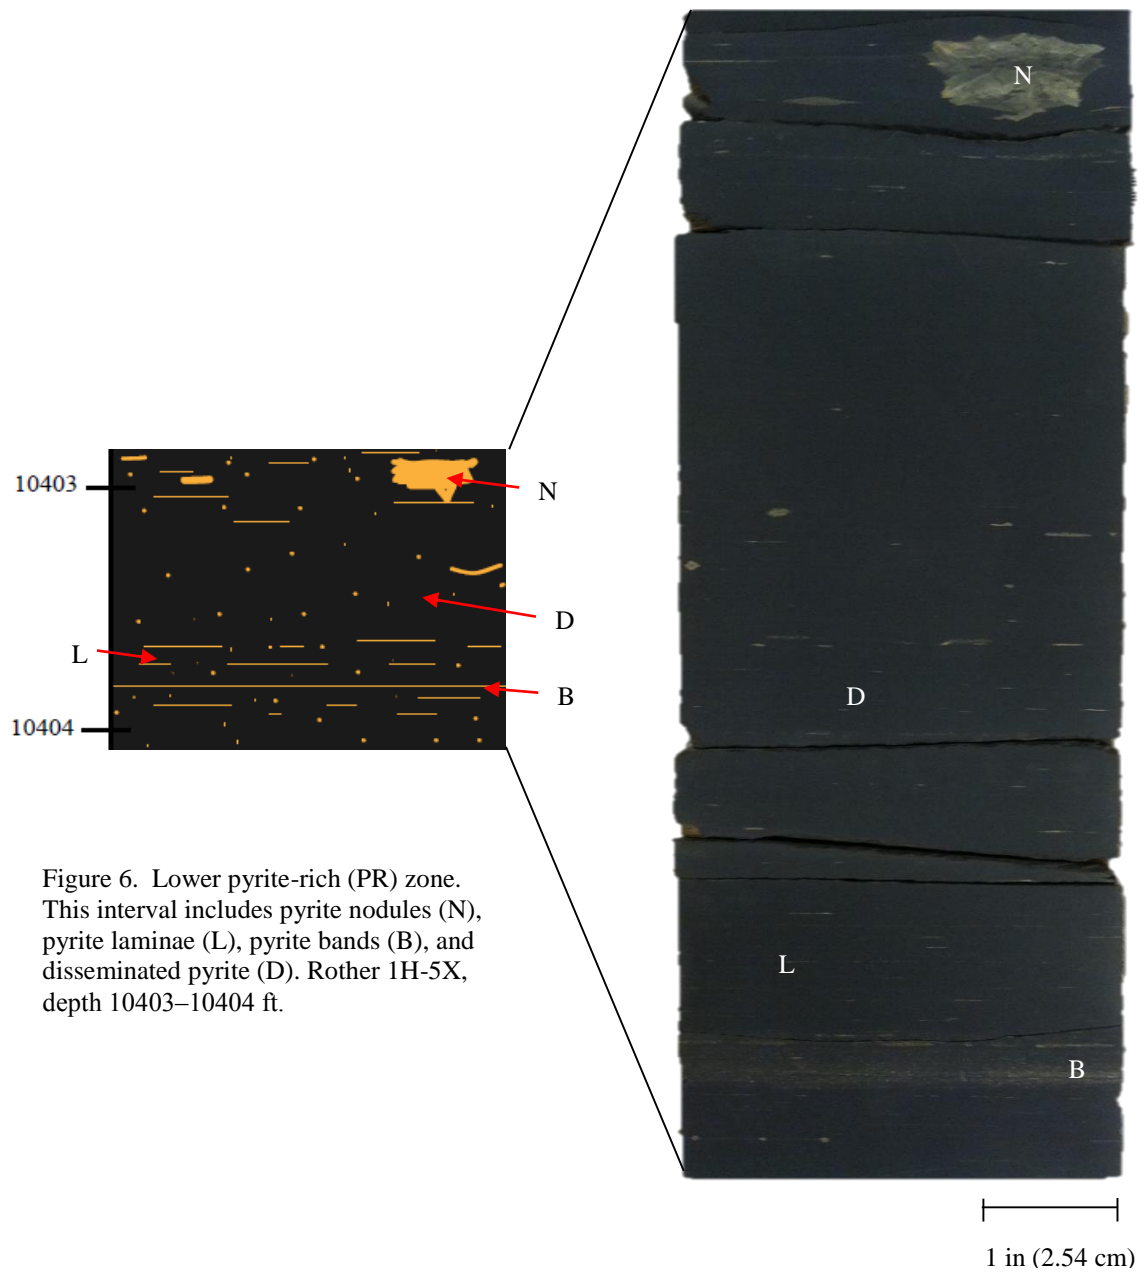 N
10403
N
D
L
B
D
10404
Figure 6. Lower pyrite-rich (PR) zone.
This interval includes pyrite nodules (N),
pyrite laminae (L), pyrite bands (B), and
disseminated pyrite (D). Rother 1H-5X,
depth 10403–10404 ft.
L
B
1 in (2.54 cm)